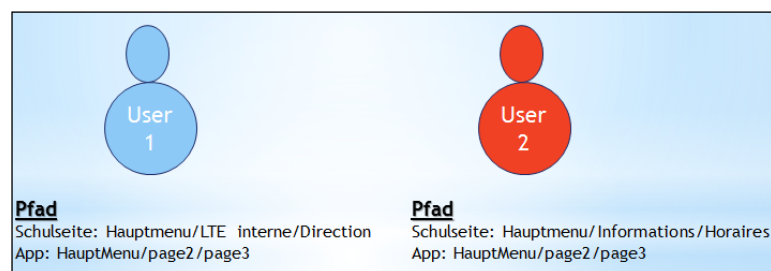 User
1
Pfad
Schulseite: Hauptmenu/LTE interne/Direction
App: HauptMenu/page2/page3
User
2
Pfad
Schulseite: Hauptmenu/Informations/Horaires
App: HauptMenu/page2/page3